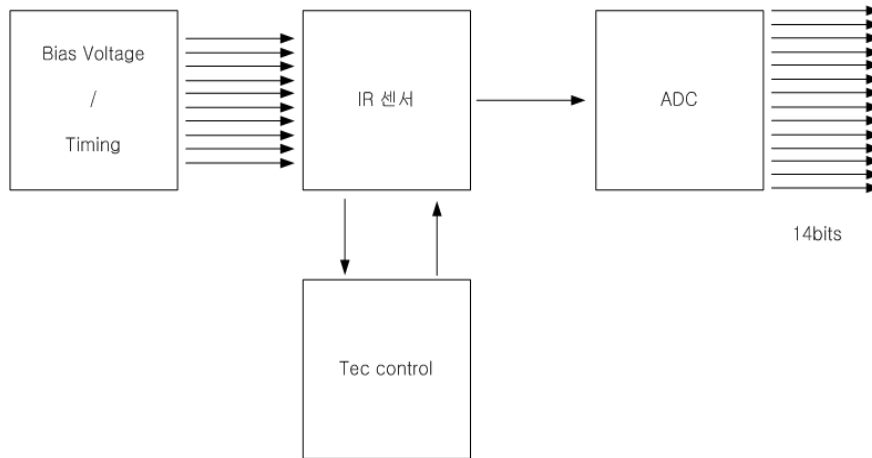 Bias Voltage
/
Timing
IR 센서
ADC
14bits
Tec control